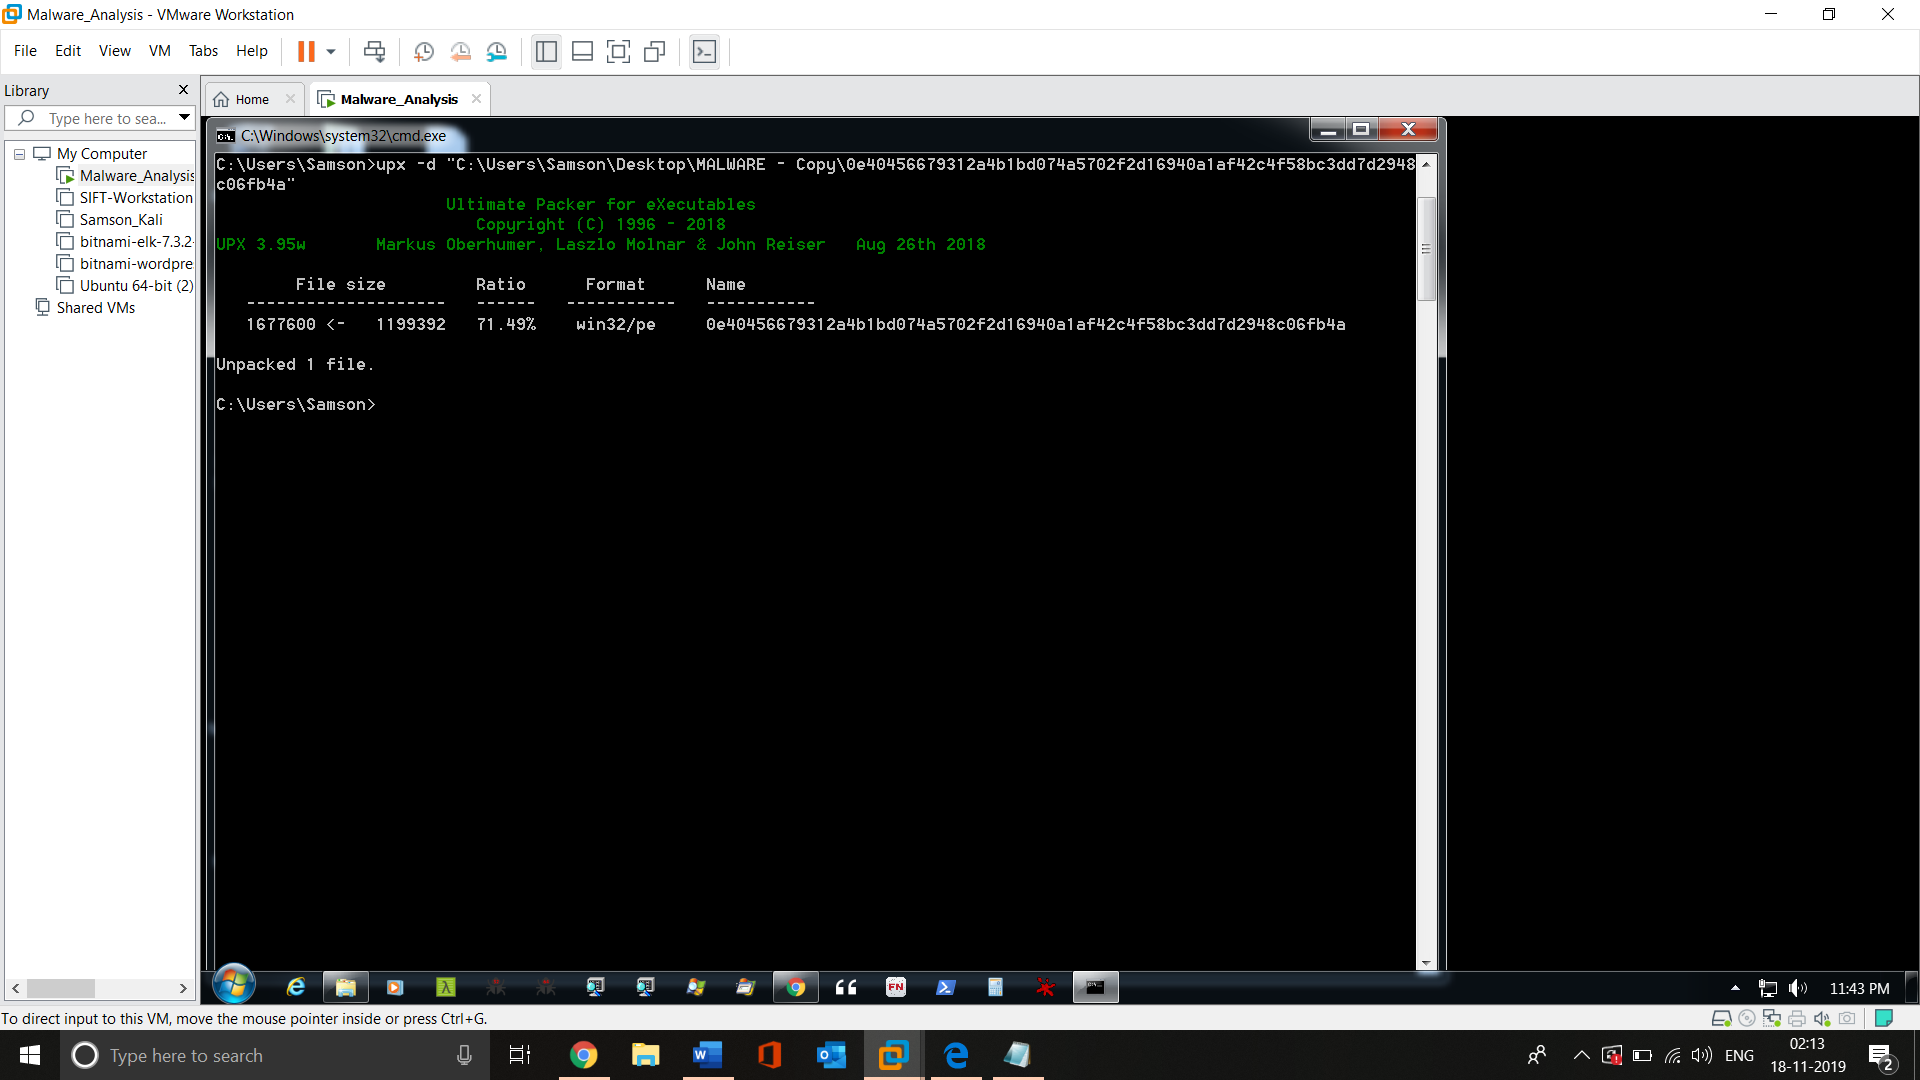 Malware_Analysis - VMware Workstation
File Edit View VM Tabs Help
Library
Home
Malware_Analysis
Type here to sea...
My Computer
Malware_Analysis
SIFT-Workstation
Samson_Kali
bitnami-elk-7.3.2-
bitnami-wordpre
Ubuntu 64-bit (2)
Shared VMs
C:\Windows\system32\cmd.exe
C:\Users\Samson>upx -d "C:\Users\Samson\Desktop\MALWARE - Copy\0e40456679312a4b1bd074a5702f2d16940a1af42c4f58bc3dd7d2948
c06fb4a"
Ultimate Packer for eXecutables
Copyright (C) 1996 - 2018
UPX 3.95w Markus Oberhumer, Laszlo Molnar & John Reiser Aug 26th 2018
File size Ratio Format Name
-------------------- ------ ----------- -----------
1677600 <- 1199392 71.49% win32/pe 0e40456679312a4b1bd074a5702f2d16940a1af42c4f58bc3dd7d2948c06fb4a
Unpacked 1 file.
C:\Users\Samson>
FN
11:43 PM
To direct input to this VM, move the mouse pointer inside or press Ctrl+G.
Type here to search
ENG
02:13
18-11-2019
2